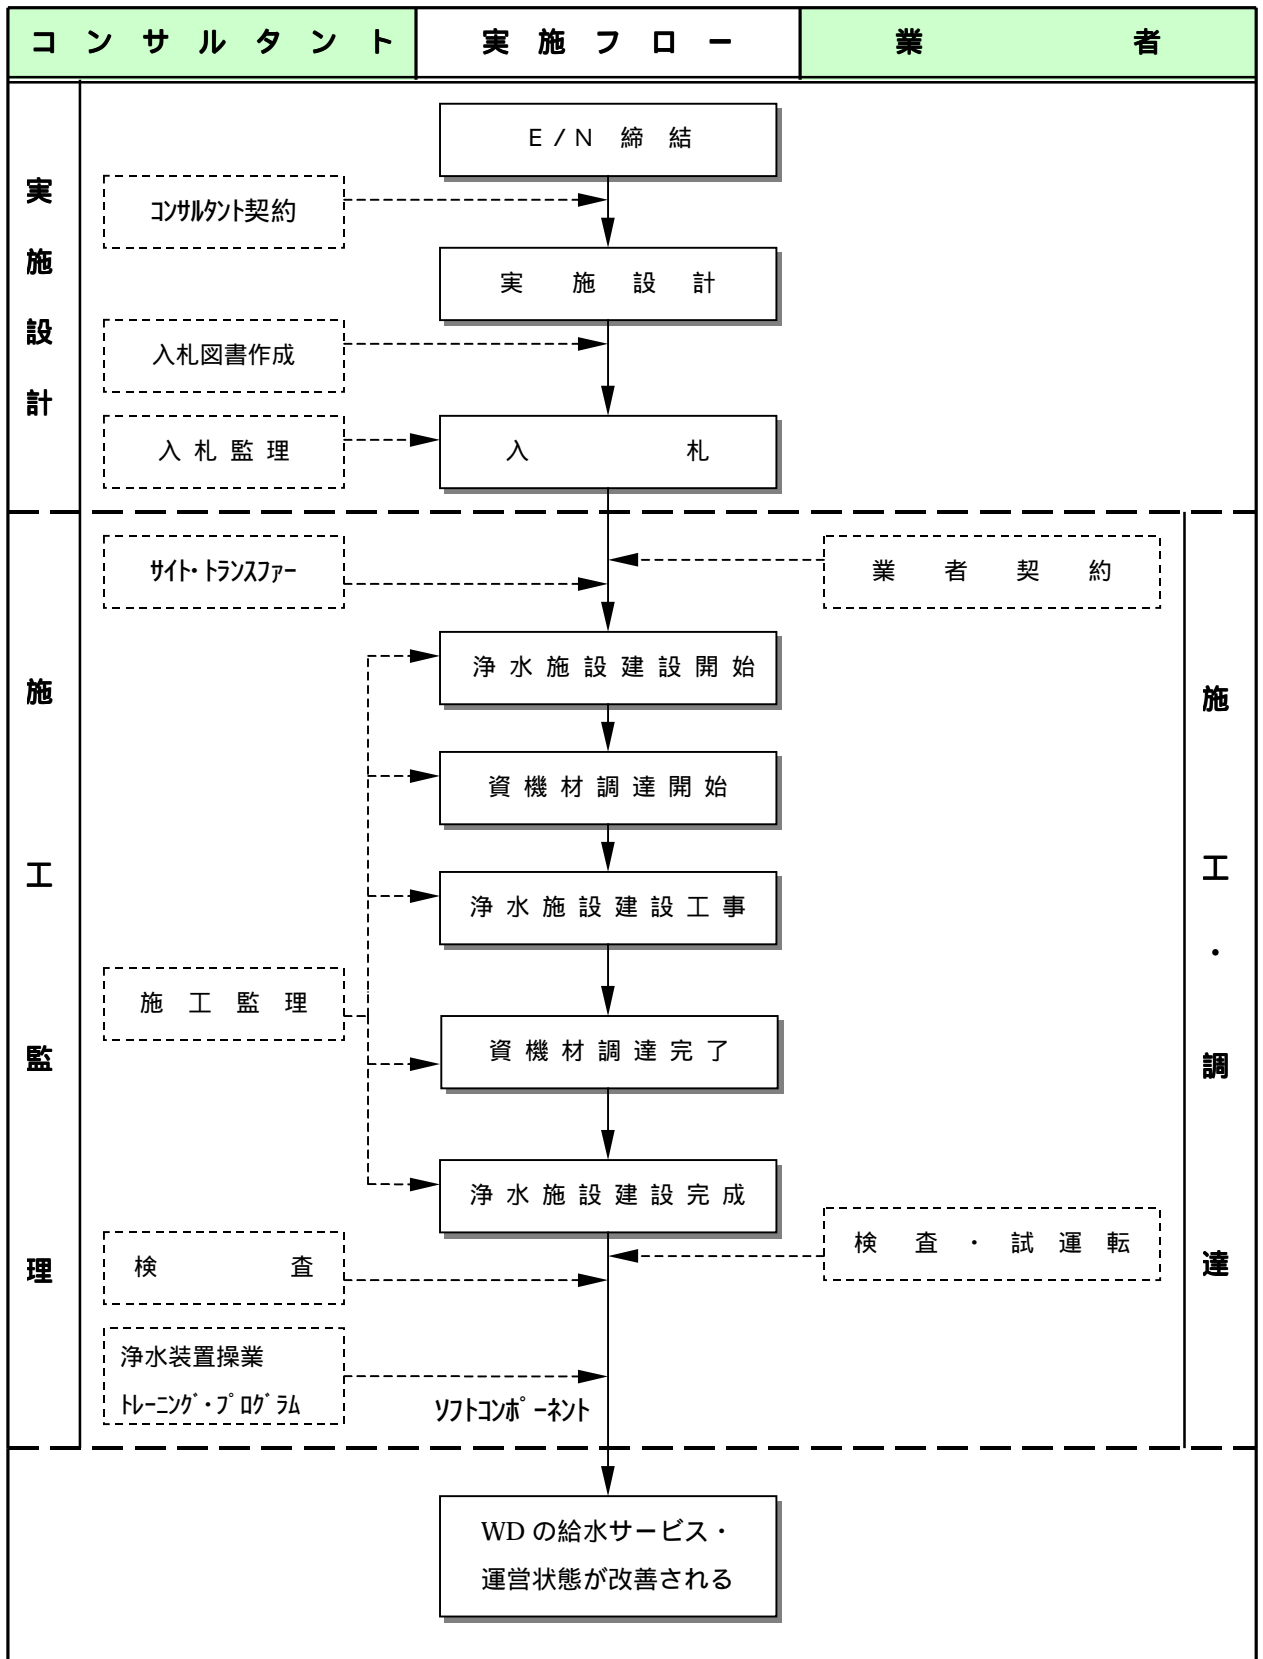 コンサルタント
実施フロー
業者
E/N 締結
実施設計
コンサルタント契約
実施設計
入札図書作成
入札監理
入札
サイト・トランスファー
業者契約
施工監理
施工・調達
浄水施設建設開始
資機材調達開始
浄水施設建設工事
施工監理
資機材調達完了
浄水施設建設完成
検査・試運転
検査
浄水装置操業
トレーニング・プログラム
ソフトコンポーネント
WDの給水サービス・
運営状態が改善される